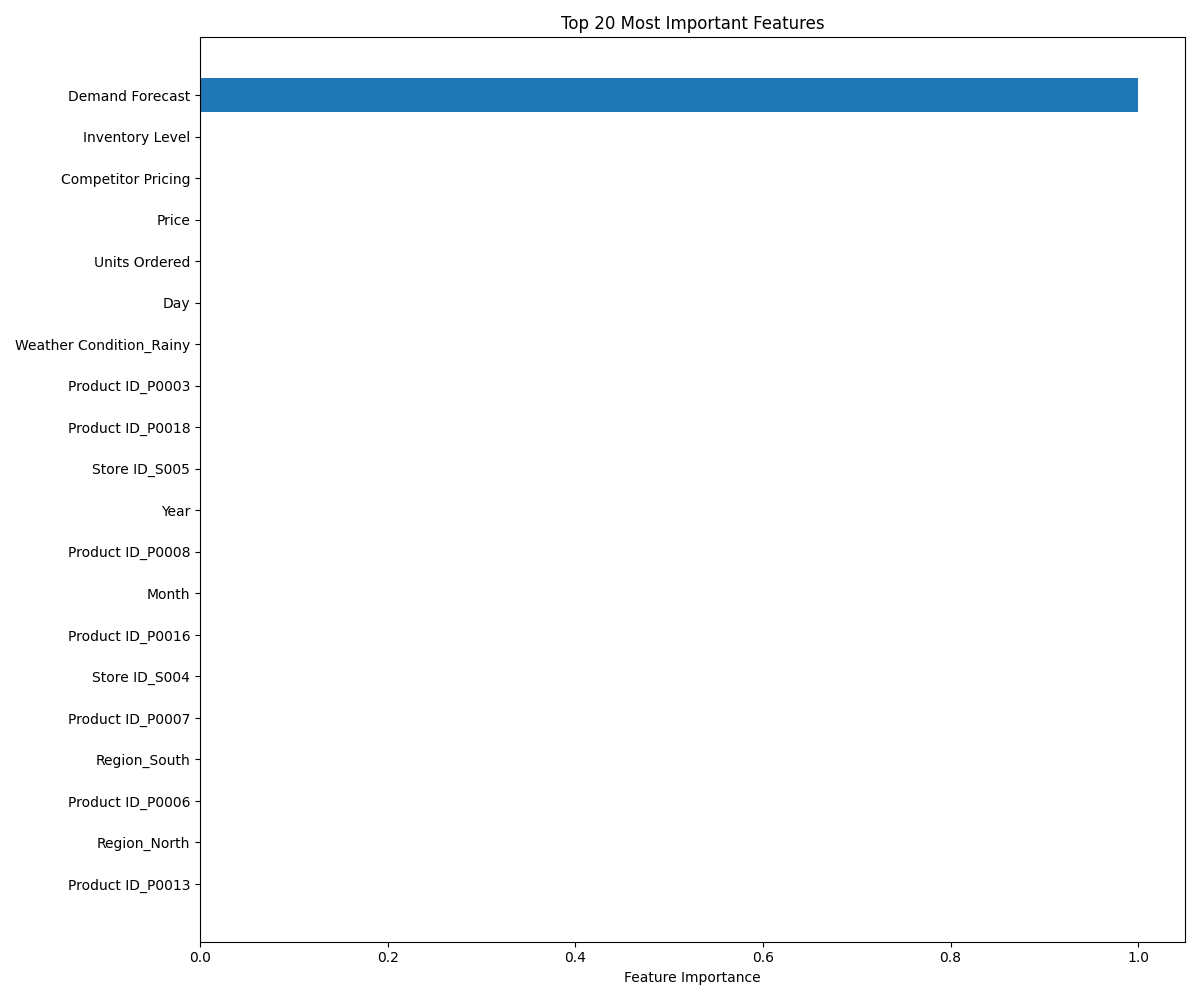 Top 20 Most Important Features
Demand Forecast
Inventory Level
Competitor Pricing
Price
Units Ordered
Day
Weather Condition_Rainy
Product ID_P0003
Product ID_P0018
Store ID_S005
Year
Product ID_P0008
Month
Product ID_P0016
Store ID_S004
Product ID_P0007
Region_South
Product ID_P0006
Region_North
Product ID_P0013
0.0 0.2 0.4 0.6 0.8 1.0
Feature Importance